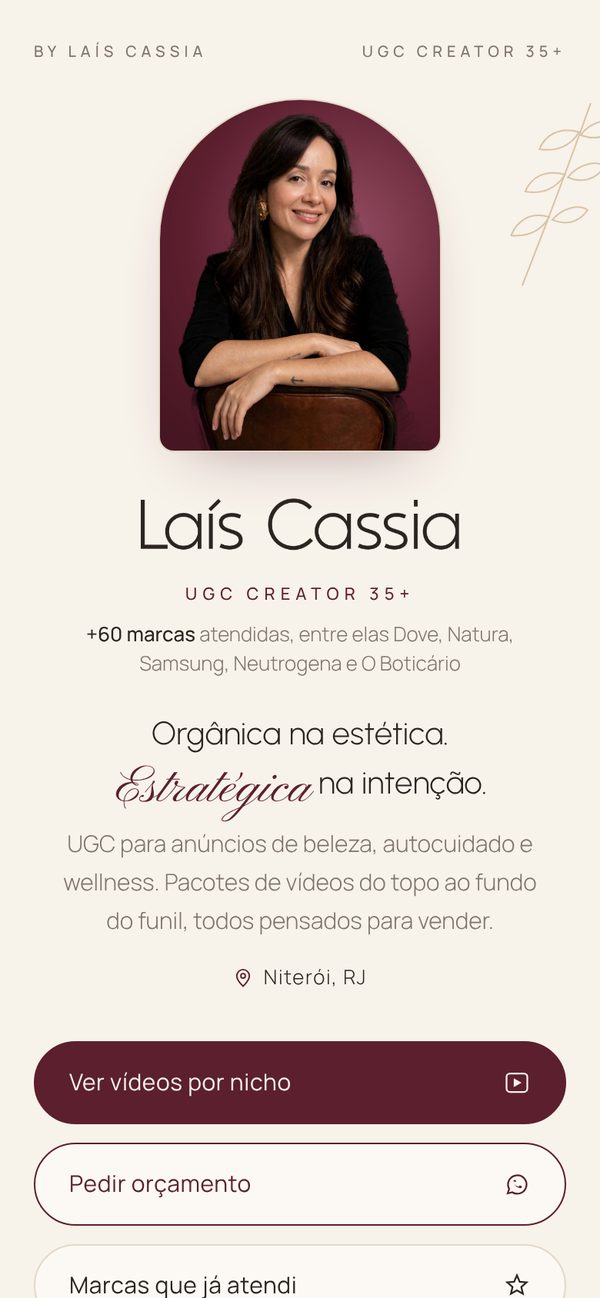 BY LAÍS CASSIA
UGC CREATOR 35+
Laís Cassia
UGC CREATOR 35+
+60 marcas atendidas, entre elas Dove, Natura,
Samsung, Neutrogena e O Boticário
Orgânica na estética.
Estratégica na intenção.
UGC para anúncios de beleza, autocuidado e
wellness. Pacotes de vídeos do topo ao fundo
do funil, todos pensados para vender.
Niterói, RJ
Ver vídeos por nicho
Pedir orçamento
Marcas que já atendi